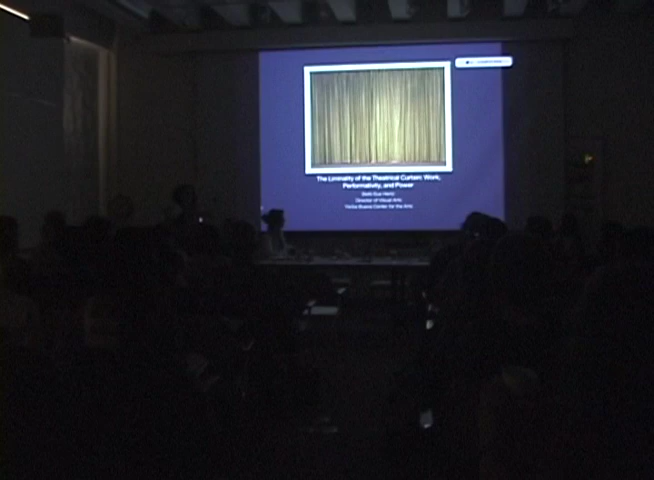 The Liminality of the Theatrical Curtain: Work,
Performativity, and Power
Director of Visual Arts
Yerba Buena Center for the Arts